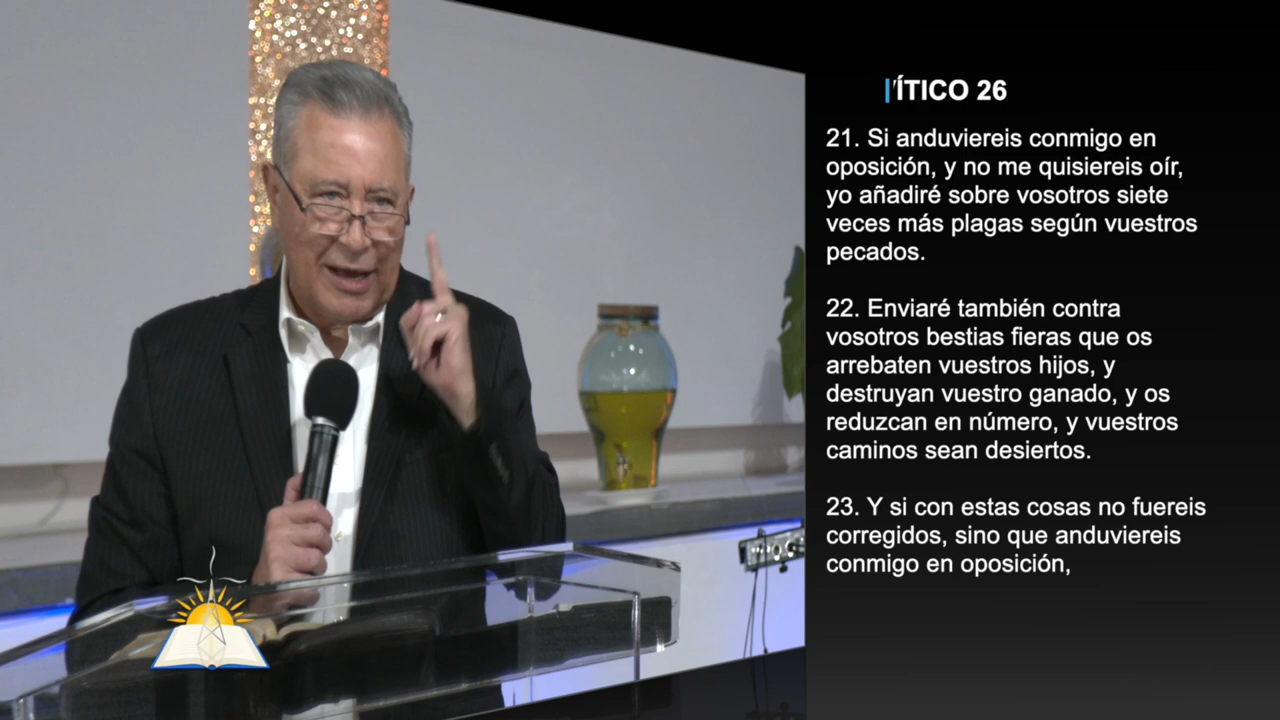 ÍTICO 26
21. Si anduviereis conmigo en
oposición, y no me quisiereis oír,
yo añadiré sobre vosotros siete
veces más plagas según vuestros
pecados.
22. Enviaré también contra
vosotros bestias fieras que os
arrebaten vuestros hijos, y
destruyan vuestro ganado, y os
reduzcan en número, y vuestros
caminos sean desiertos.
23. Y si con estas cosas no fuereis
corregidos, sino que anduviereis
conmigo en oposición,